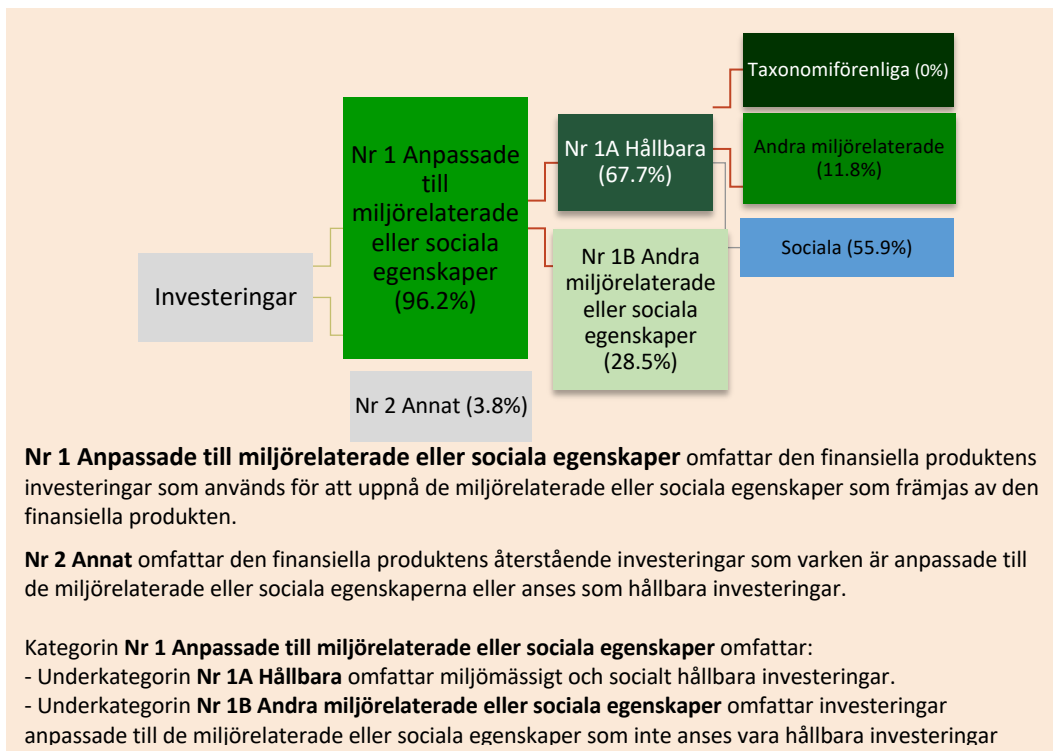 Taxonomiförenliga (0%)
Nr 1 Anpassade
till
miljörelaterade
eller sociala
egenskaper
(96.2%)
Nr 1A Hållbara
(67.7%)
Andra miljörelaterade
(11.8%)
Sociala (55.9%)
Nr 1B Andra
miljörelaterade
eller sociala
egenskaper
(28.5%)
Investeringar
Nr 2 Annat (3.8%)
Nr 1 Anpassade till miljörelaterade eller sociala egenskaper omfattar den finansiella produktens
investeringar som används för att uppnå de miljörelaterade eller sociala egenskaper som främjas av den
finansiella produkten.
Nr 2 Annat omfattar den finansiella produktens återstående investeringar som varken är anpassade till
de miljörelaterade eller sociala egenskaperna eller anses som hållbara investeringar.
Kategorin Nr 1 Anpassade till miljörelaterade eller sociala egenskaper omfattar:
- Underkategorin Nr 1A Hållbara omfattar miljömässigt och socialt hållbara investeringar.
- Underkategorin Nr 1B Andra miljörelaterade eller sociala egenskaper omfattar investeringar
anpassade till de miljörelaterade eller sociala egenskaper som inte anses vara hållbara investeringar